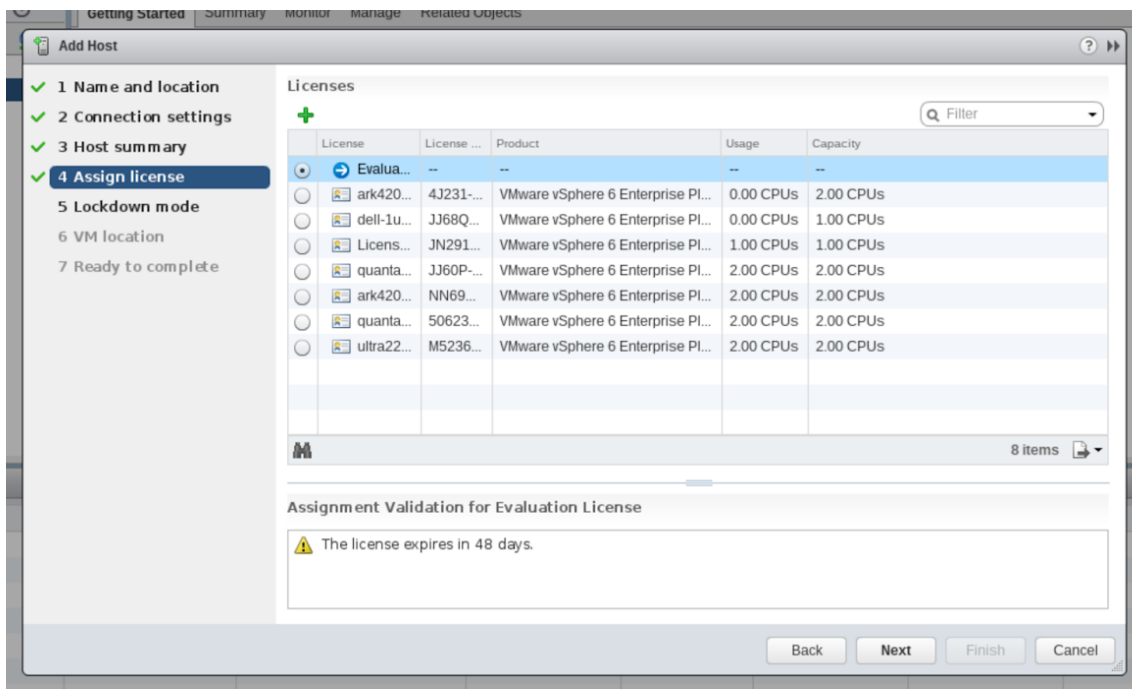 Getting Started Summary Monitor Manage Related Objects
Add Host
1 Name and location
2 Connection settings
3 Host summary
4 Assign license
5 Lockdown mode
6 VM location
7 Ready to complete
Licenses
Filter
License License ... Product Usage Capacity
Evalua... -- -- -- --
ark420... 4J231-... VMware vSphere 6 Enterprise Pl... 0.00 CPUs 2.00 CPUs
dell-1u... JJ68Q... VMware vSphere 6 Enterprise Pl... 0.00 CPUs 1.00 CPUs
Licens... JN291... VMware vSphere 6 Enterprise Pl... 1.00 CPUs 1.00 CPUs
quanta... JJ60P-... VMware vSphere 6 Enterprise Pl... 2.00 CPUs 2.00 CPUs
ark420... NN69... VMware vSphere 6 Enterprise Pl... 2.00 CPUs 2.00 CPUs
quanta... 50623... VMware vSphere 6 Enterprise Pl... 2.00 CPUs 2.00 CPUs
ultra22... M5236... VMware vSphere 6 Enterprise Pl... 2.00 CPUs 2.00 CPUs
8 items
Assignment Validation for Evaluation License
The license expires in 48 days.
Back Next Finish Cancel